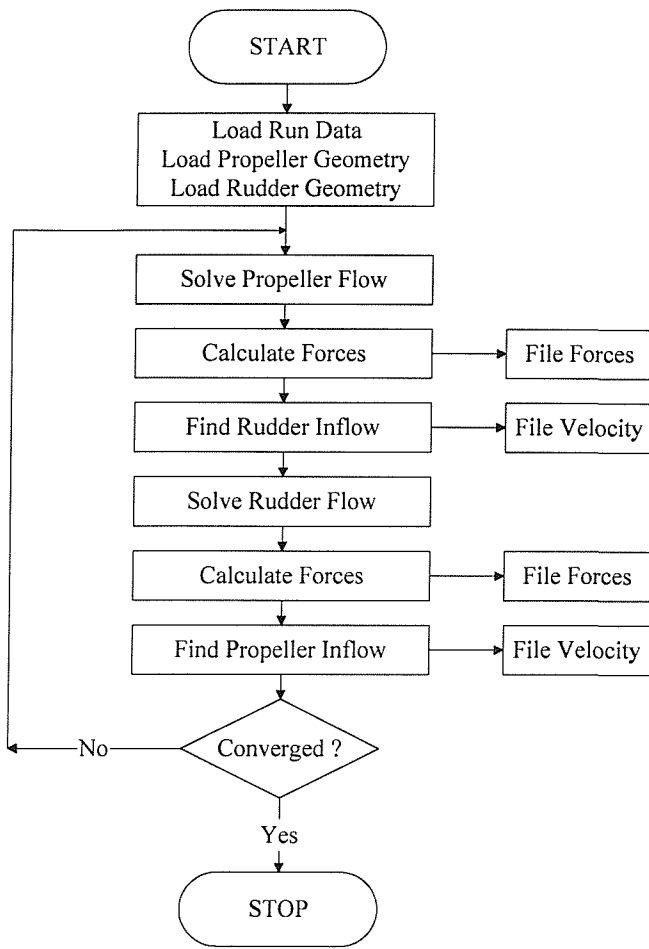 START
Load Run Data
Load Propeller Geometry
Load Rudder Geometry
Solve Propeller Flow
Calculate Forces
File Forces
Find Rudder Inflow
File Velocity
Solve Rudder Flow
Calculate Forces
File Forces
Find Propeller Inflow
File Velocity
Converged ?
No
Yes
STOP